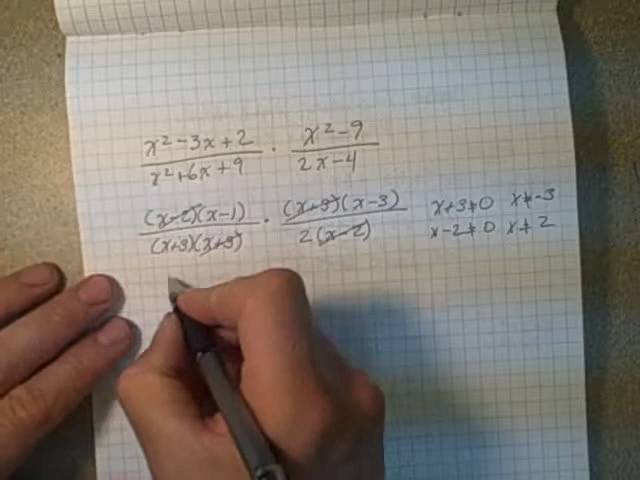 x²-3x+2 / x²+6x+9 · x²-9 / 2x-4
(x-2)(x-1) / (x+3)(x+3) · (x+3)(x-3) / 2(x-2)
x+3≠0 x≠-3
x-2≠0 x≠2